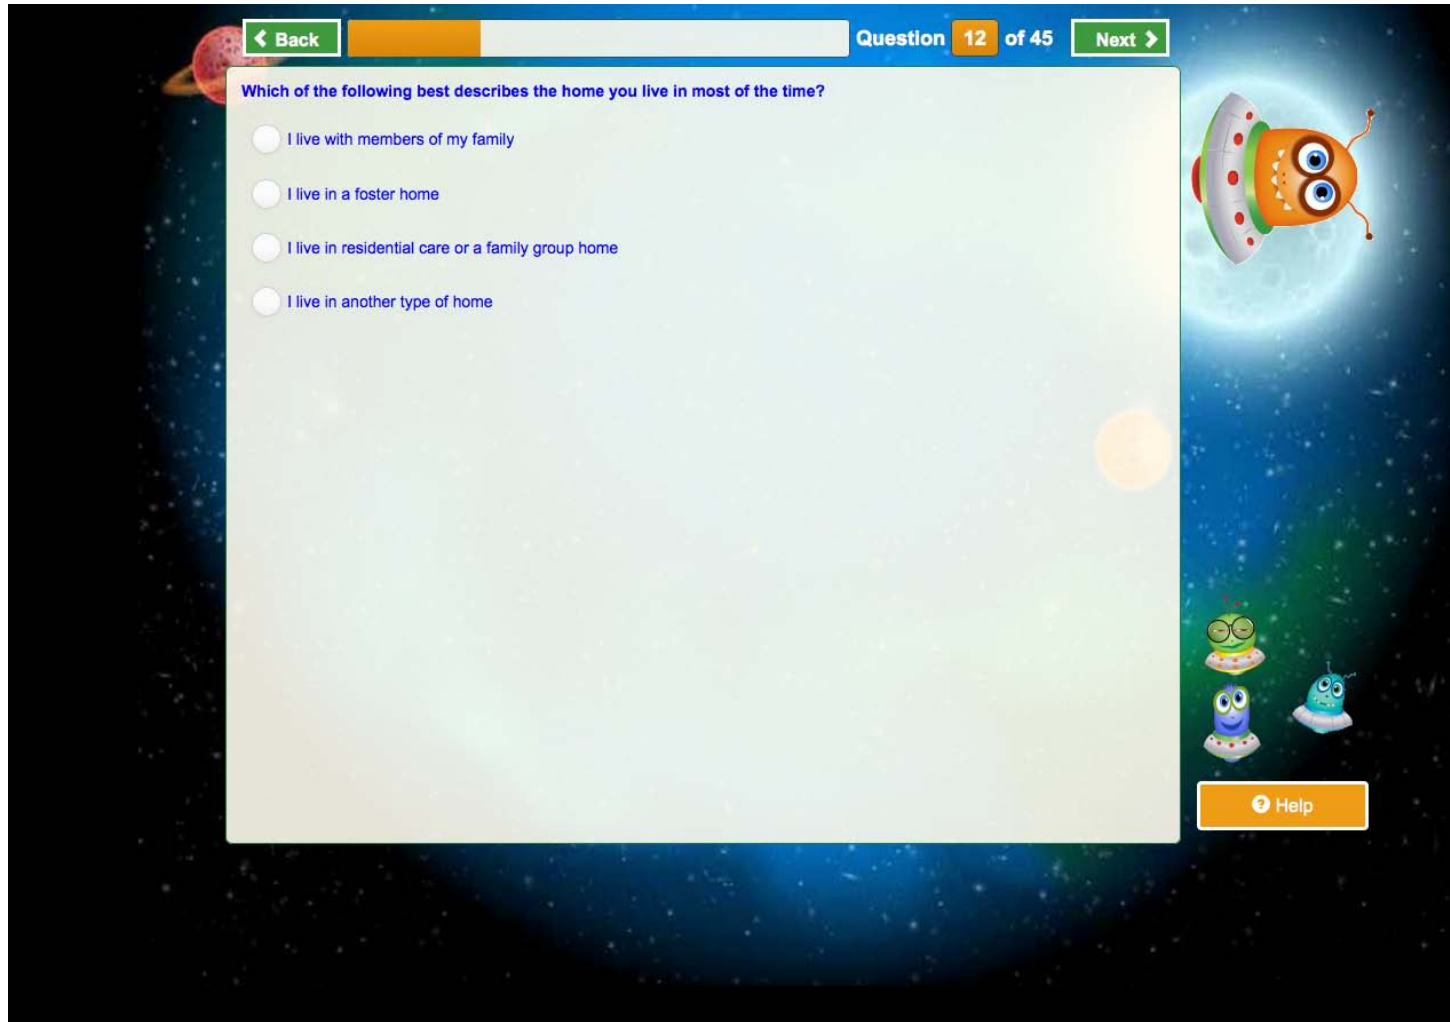 Back
Question 12 of 45
Next
Which of the following best describes the home you live in most of the time?
I live with members of my family
I live in a foster home
I live in residential care or a family group home
I live in another type of home
Help